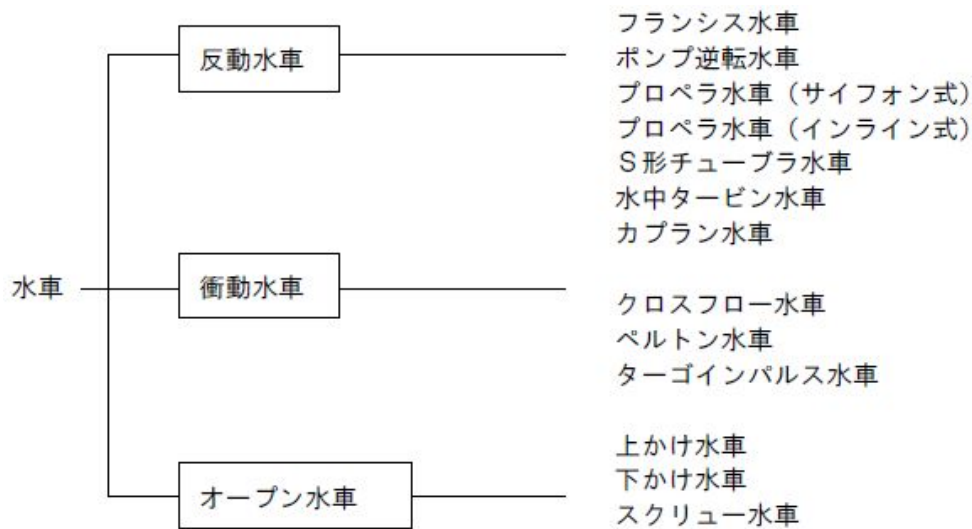 水車
反動水車
フランシス水車
ポンプ逆転水車
プロペラ水車（サイフォン式）
プロペラ水車（インライン式）
Ｓ形チューブラ水車
水中タービン水車
カプラン水車
衝動水車
クロスフロー水車
ペルトン水車
ターゴインパルス水車
オープン水車
上かけ水車
下かけ水車
スクリュー水車